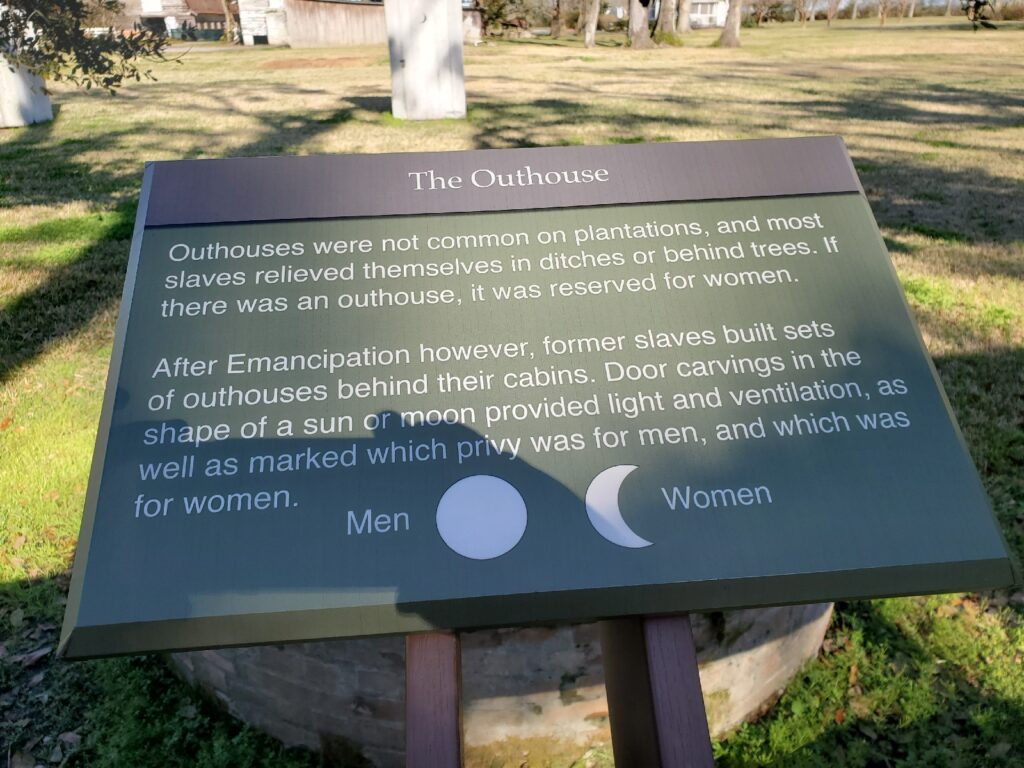 The Outhouse
Outhouses were not common on plantations, and most
slaves relieved themselves in ditches or behind trees. If
there was an outhouse, it was reserved for women.
After Emancipation however, former slaves built sets
of outhouses behind their cabins. Door carvings in the
shape of a sun or moon provided light and ventilation, as
well as marked which privy was for men, and which was
for women.
Men
Women